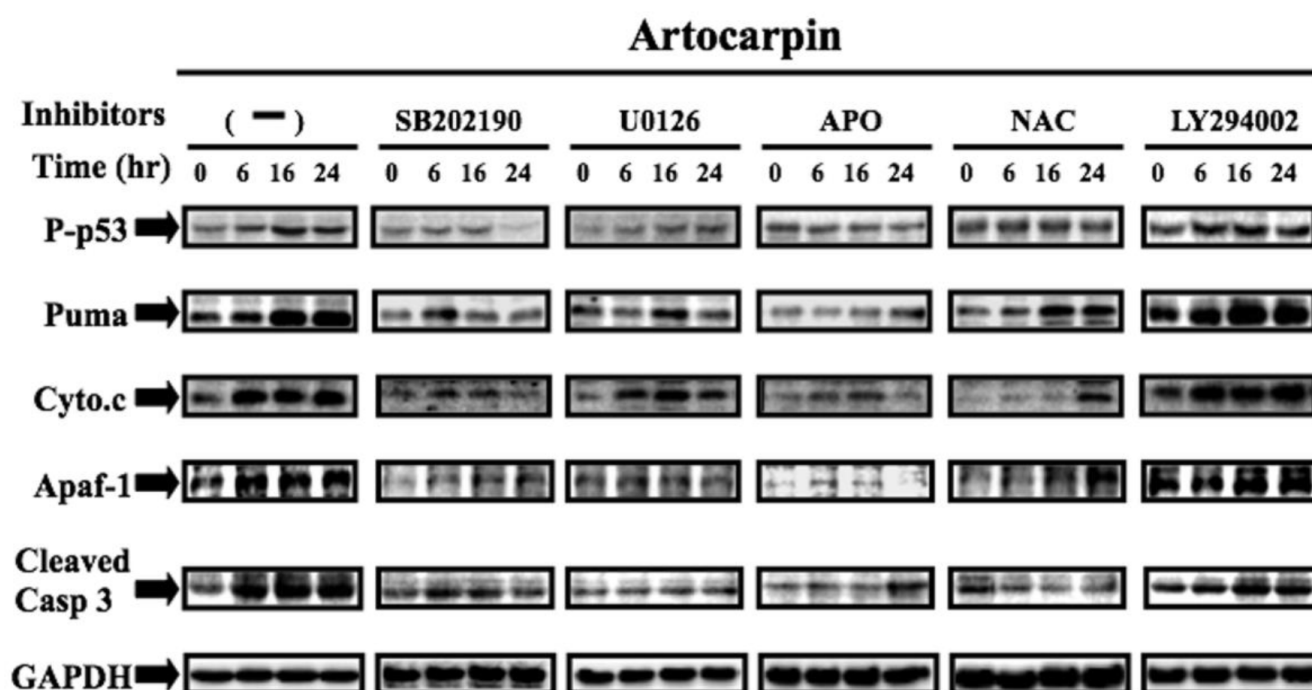 Artocarpin
Inhibitors ( − ) SB202190 U0126 APO NAC LY294002
Time (hr) 0 6 16 24 0 6 16 24 0 6 16 24 0 6 16 24 0 6 16 24 0 6 16 24
P-p53
Puma
Cyto.c
Apaf-1
Cleaved
Casp 3
GAPDH